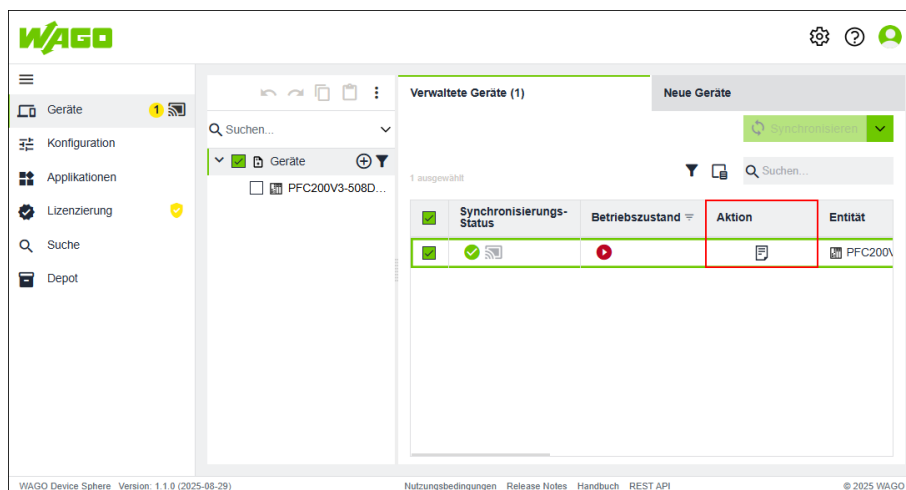 WAGO
Geräte
1
Konfiguration
Applikationen
Lizenzierung
Suche
Depot
Suchen...
Geräte
PFC200V3-508D...
Verwaltete Geräte (1)
Neue Geräte
Synchronisieren
1 ausgewählt
Suchen...
Synchronisierungs-
Status
Betriebszustand
Aktion
Entität
PFC200V
WAGO Device Sphere Version: 1.1.0 (2025-08-29)
Nutzungsbedingungen Release Notes Handbuch REST API
© 2025 WAGO